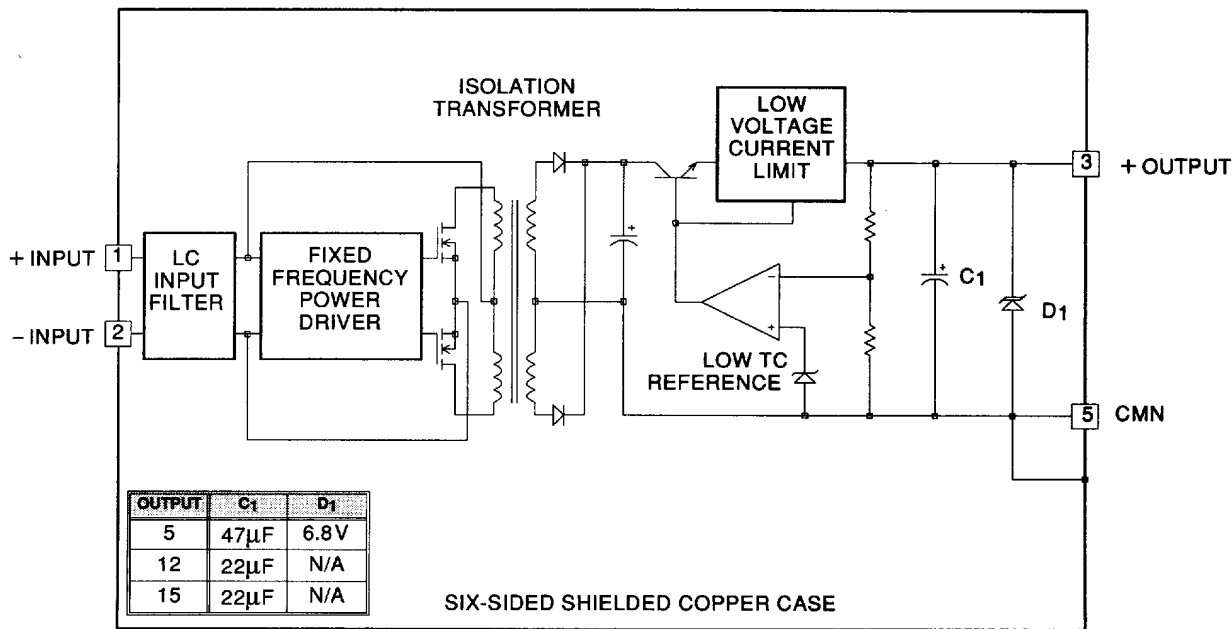 ISOLATION
TRANSFORMER
LOW
VOLTAGE
CURRENT
LIMIT
3
+ OUTPUT
+ INPUT
1
LC
INPUT
FILTER
FIXED
FREQUENCY
POWER
DRIVER
− INPUT
2
+
−
+
+
C1
D1
LOW TC
REFERENCE
5
CMN
OUTPUT C1 D1
5 47µF 6.8V
12 22µF N/A
15 22µF N/A
SIX-SIDED SHIELDED COPPER CASE